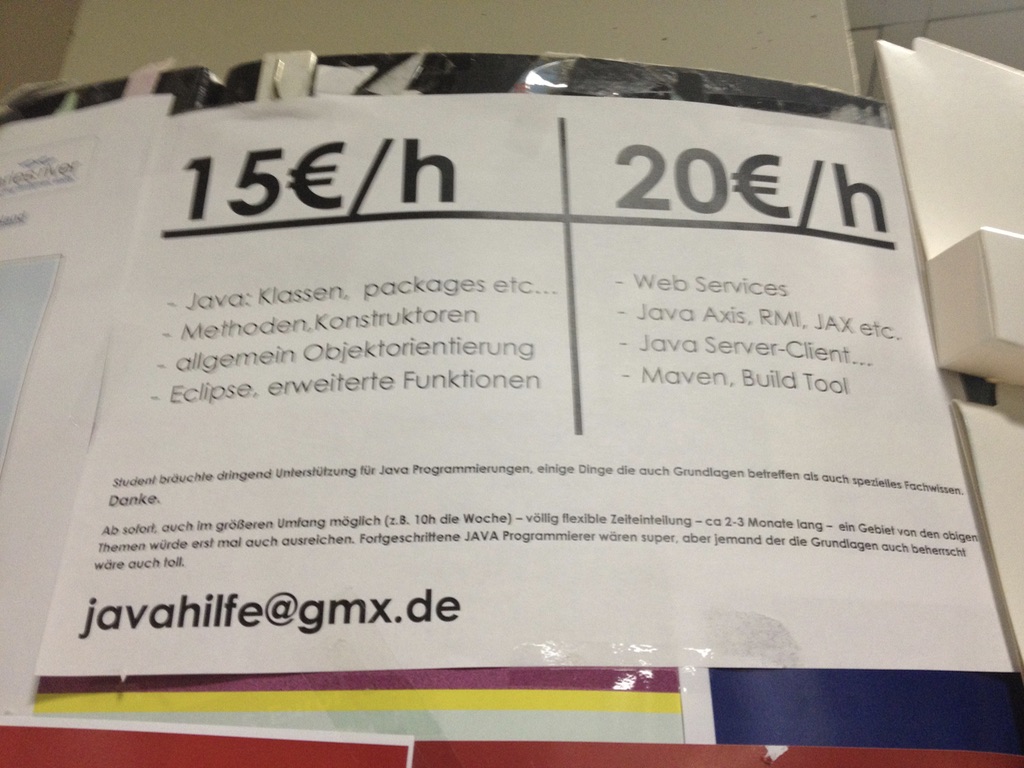 15€/h
- Java: Klassen, packages etc...
- Methoden,Konstruktoren
- allgemein Objektorientierung
- Eclipse, erweiterte Funktionen
20€/h
- Web Services
- Java Axis, RMI, JAX etc.
- Java Server-Client...
- Maven, Build Tool
Student bräuchte dringend Unterstützung für Java Programmierungen, einige Dinge die auch Grundlagen betreffen als auch spezielles Fachwissen.
Danke.
Ab sofort, auch im größeren Umfang möglich (z.B. 10h die Woche) – völlig flexible Zeiteinteilung – ca 2-3 Monate lang – ein Gebiet von den obigen
Themen würde erst mal auch ausreichen. Fortgeschrittene JAVA Programmierer wären super, aber jemand der die Grundlagen auch beherrscht
wäre auch toll.
javahilfe@gmx.de